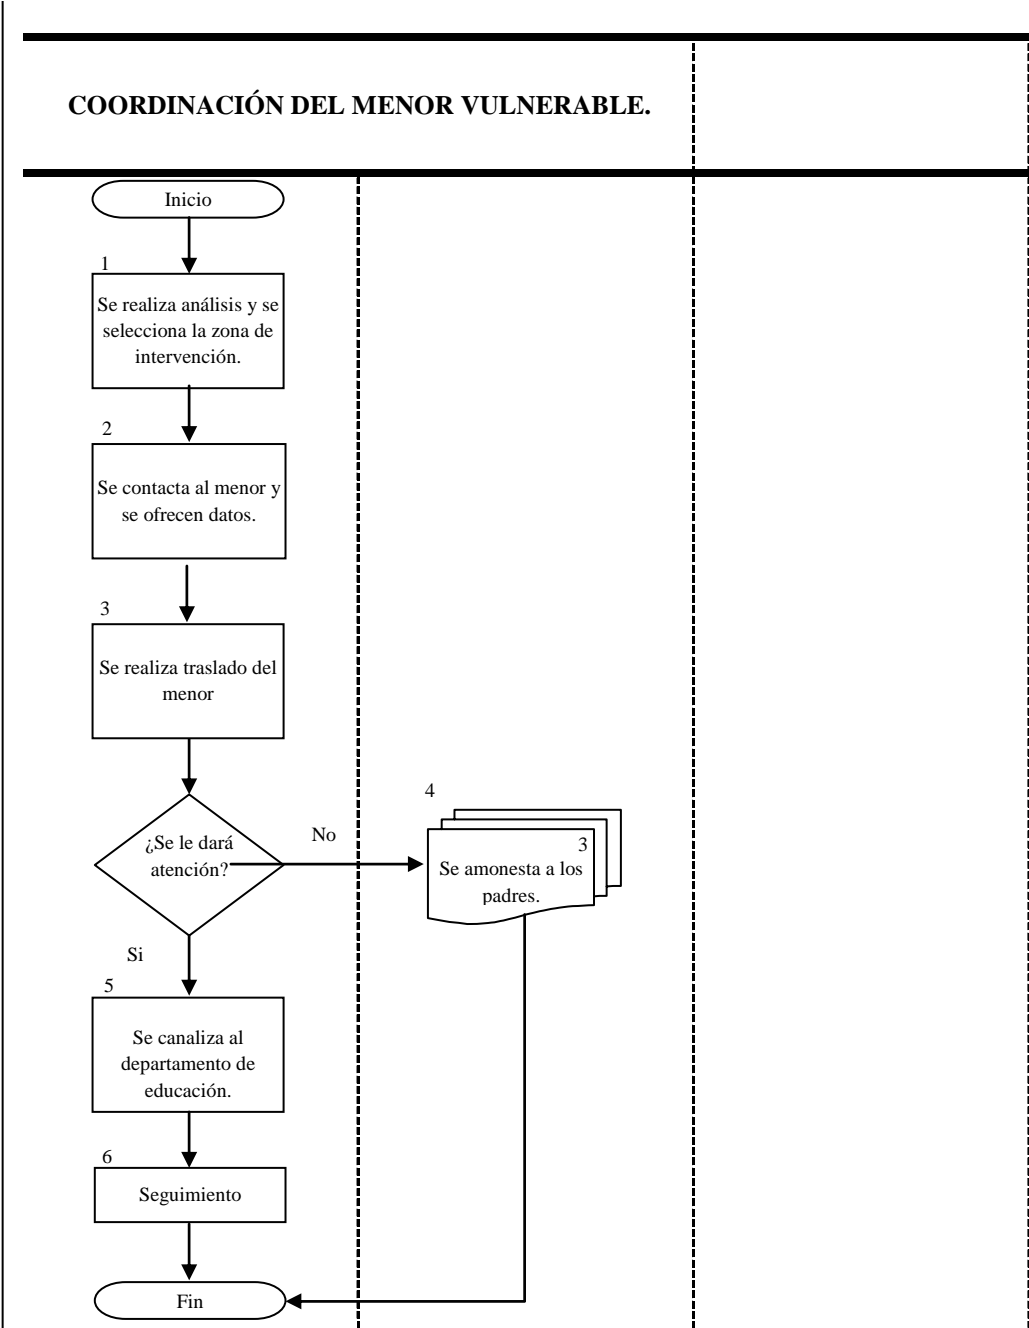 COORDINACIÓN DEL MENOR VULNERABLE.
Inicio
1
Se realiza análisis y se
selecciona la zona de
intervención.
2
Se contacta al menor y
se ofrecen datos.
3
Se realiza traslado del
menor
¿Se le dará
atención?
No
4
3
Se amonesta a los
padres.
Si
5
Se canaliza al
departamento de
educación.
6
Seguimiento
Fin